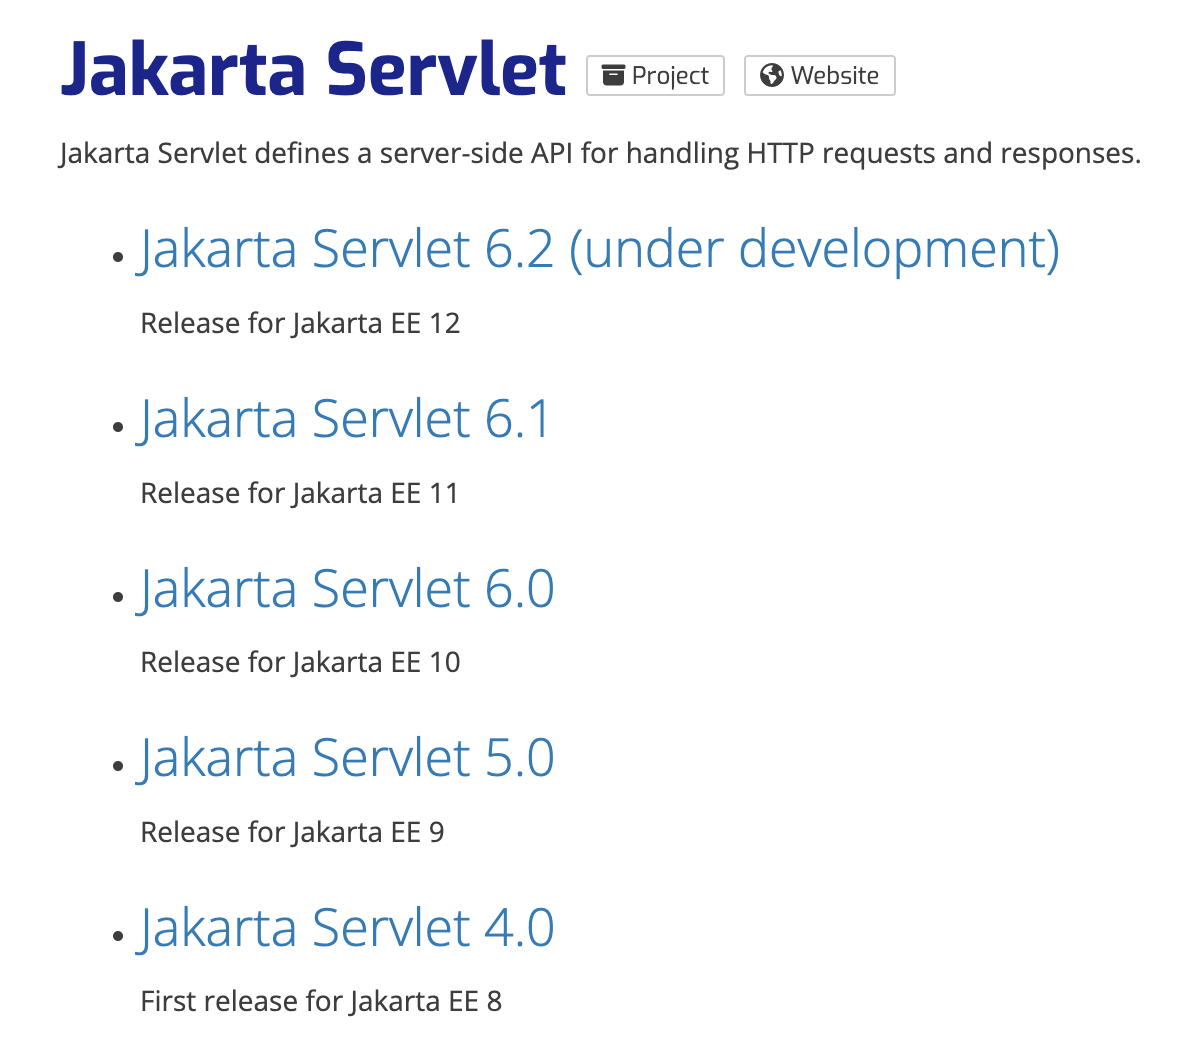 Jakarta Servlet Project Website
Jakarta Servlet defines a server-side API for handling HTTP requests and responses.
• Jakarta Servlet 6.2 (under development)
Release for Jakarta EE 12
• Jakarta Servlet 6.1
Release for Jakarta EE 11
• Jakarta Servlet 6.0
Release for Jakarta EE 10
• Jakarta Servlet 5.0
Release for Jakarta EE 9
• Jakarta Servlet 4.0
First release for Jakarta EE 8